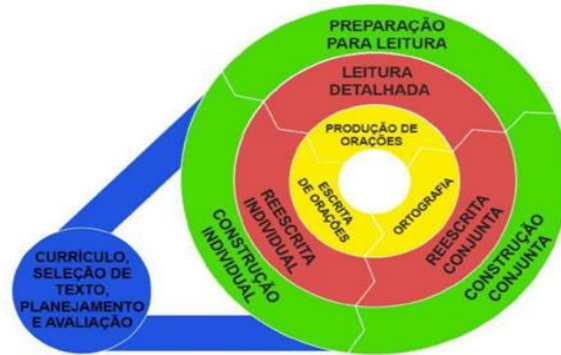 PREPARAÇÃO
PARA LEITURA
LEITURA
DETALHADA
PRODUÇÃO DE
ORAÇÕES
ESCRITA
DE ORAÇÕES
ORTOGRAFIA
REESCRITA
INDIVIDUAL
REESCRITA
CONJUNTA
CONSTRUÇÃO
INDIVIDUAL
CONSTRUÇÃO
CONJUNTA
CURRÍCULO,
SELEÇÃO DE
TEXTO,
PLANEJAMENTO
E AVALIAÇÃO